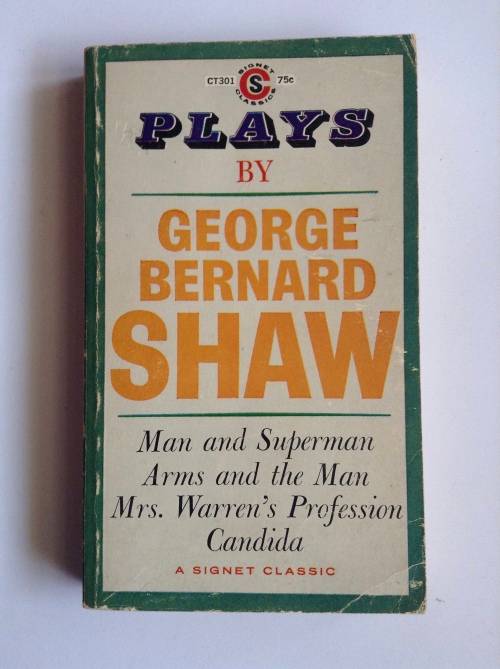 CT301 SIGNET CLASSICS S 75c
PLAYS
BY
GEORGE
BERNARD
SHAW
Man and Superman
Arms and the Man
Mrs. Warren's Profession
Candida
A SIGNET CLASSIC